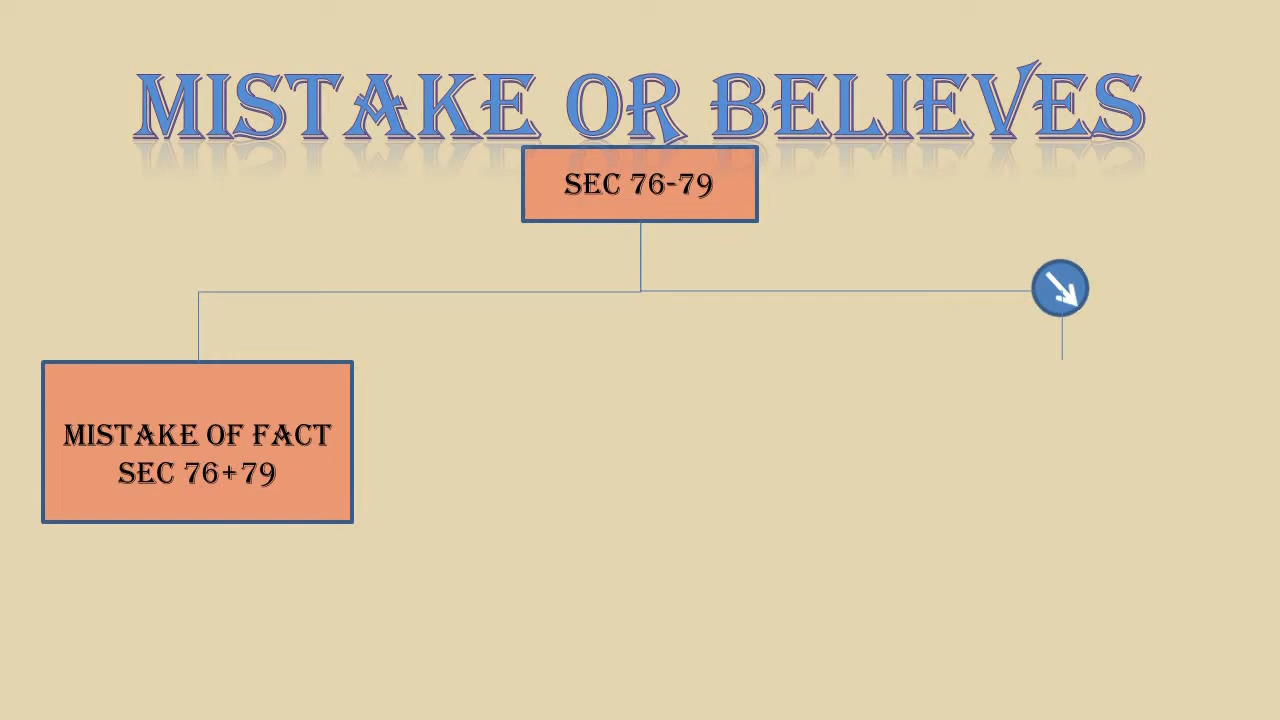 MISTAKE OR BELIEVES
SEC 76-79
MISTAKE OF FACT
SEC 76+79